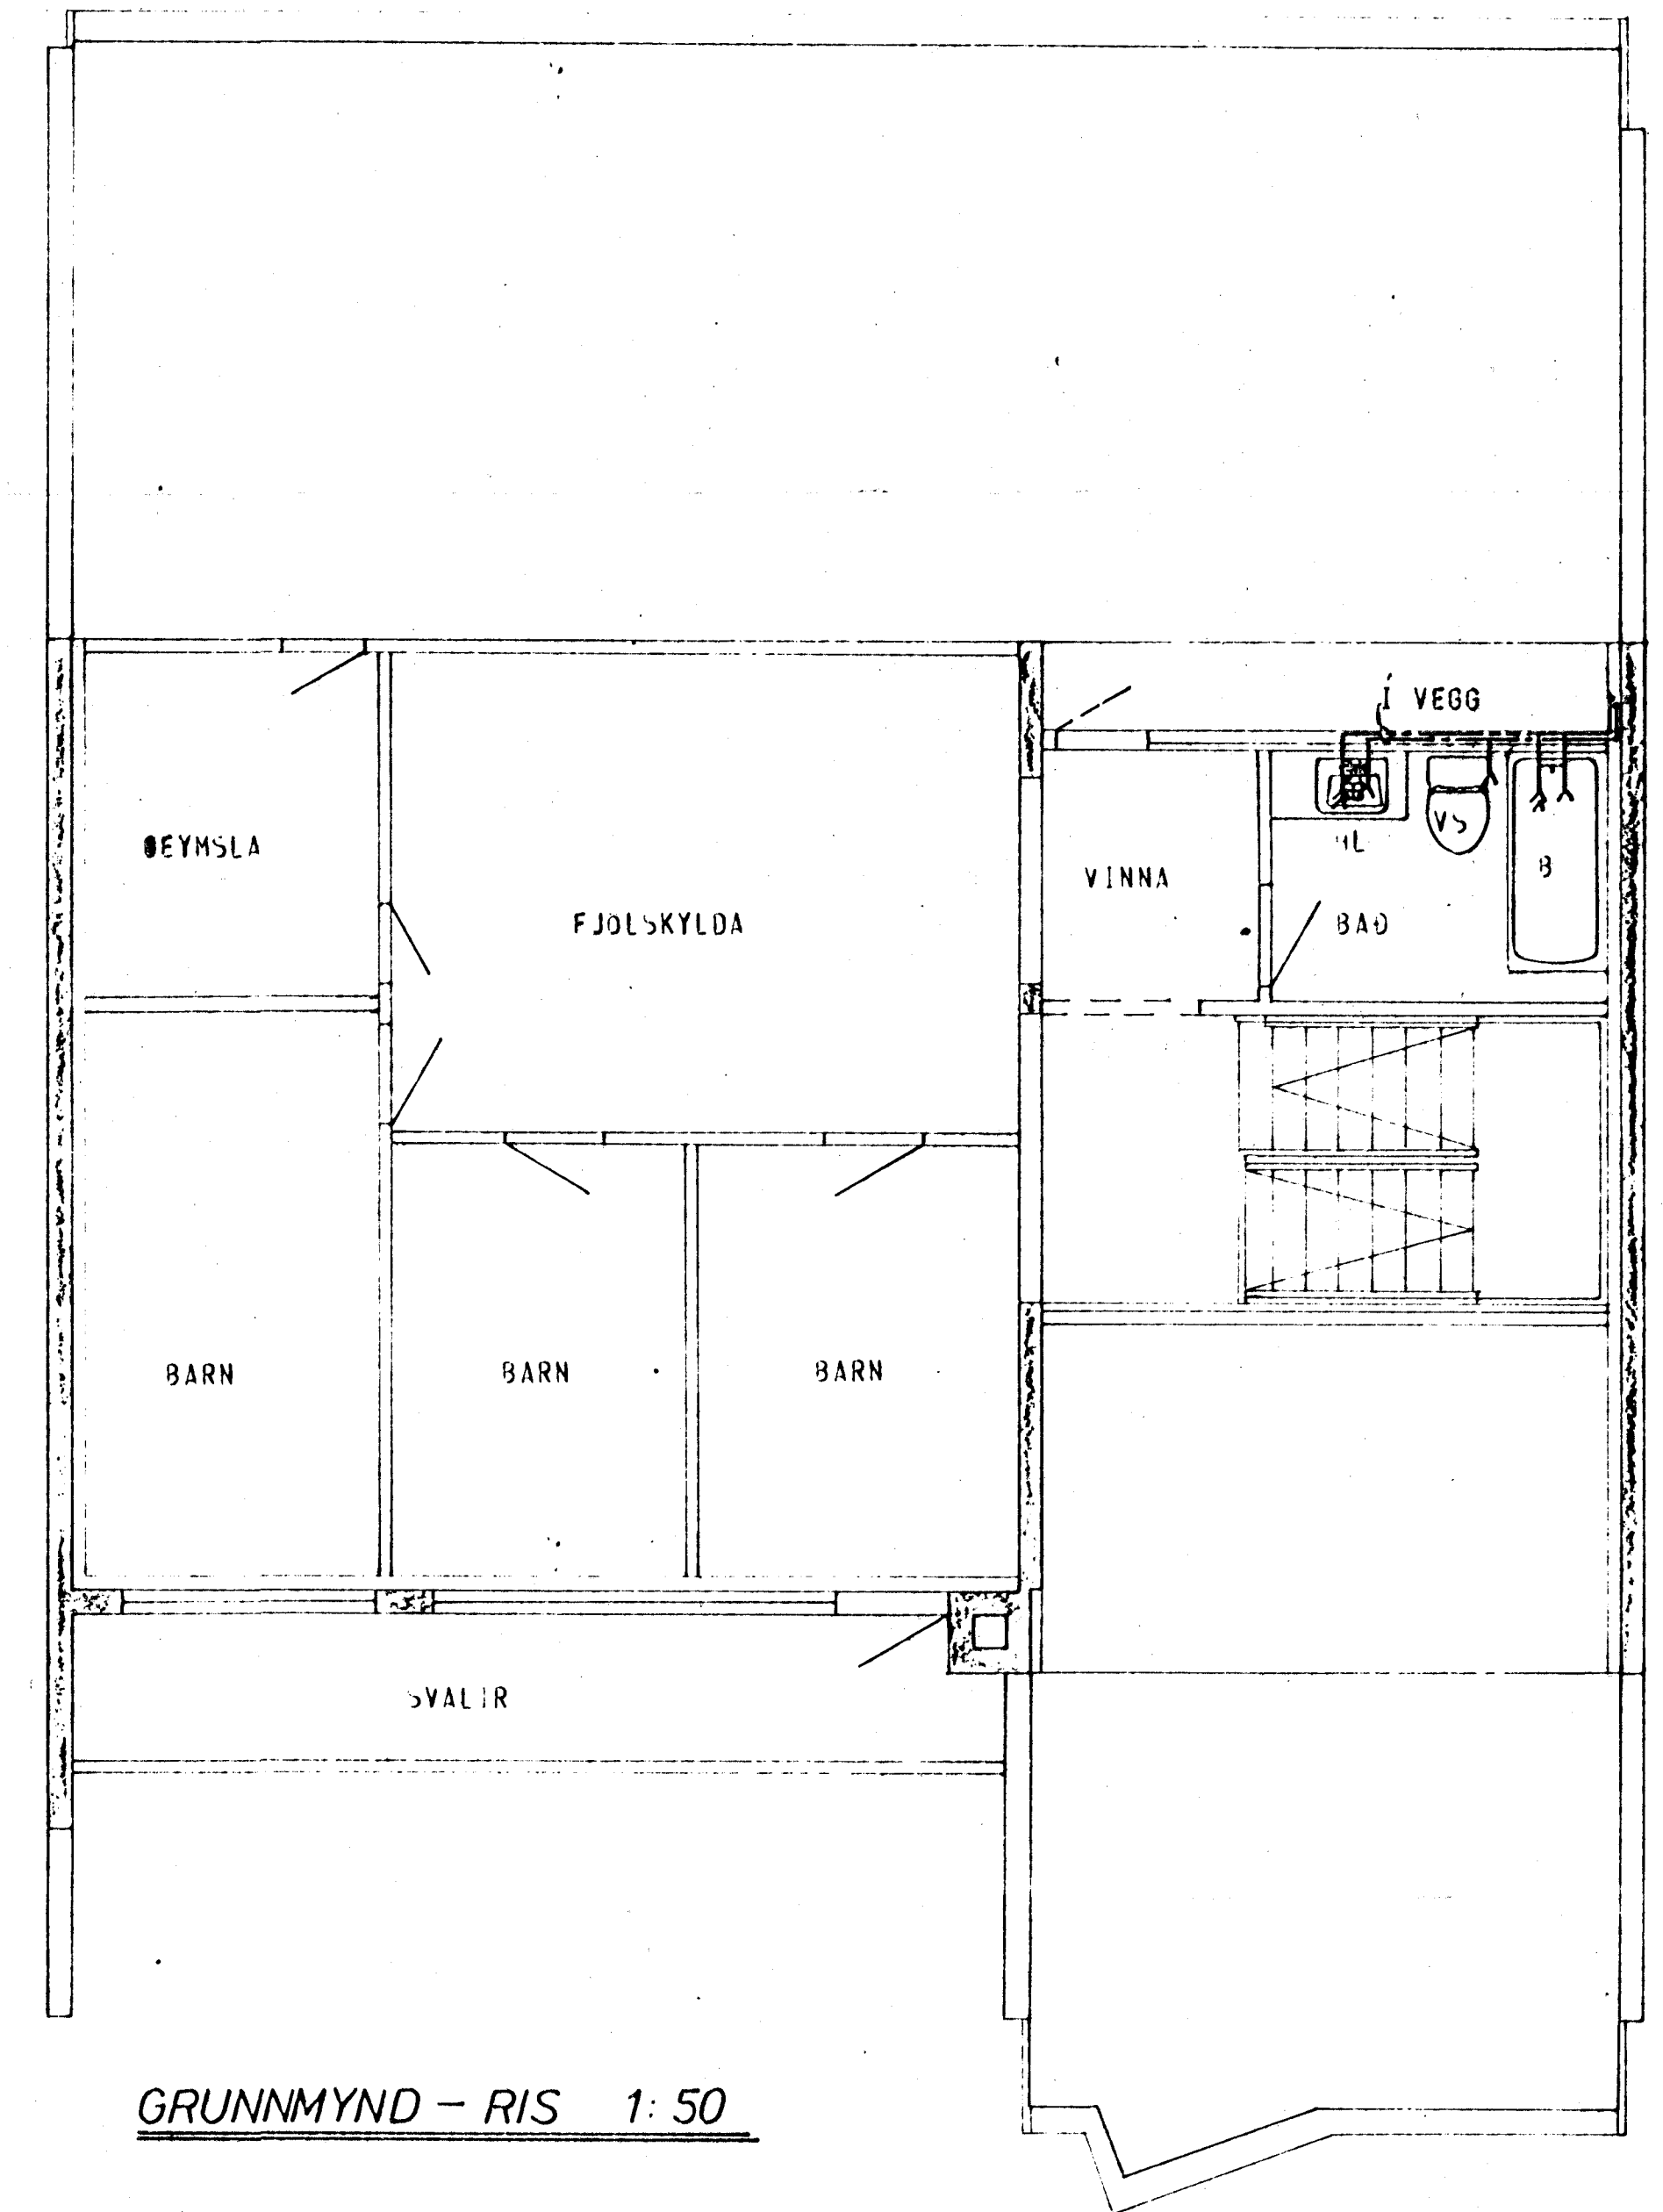 Í VEGG
GEYMSLA
VS
HL
B
VINNA
FJÖLSKYLDA
BAÐ
BARN
BARN
BARN
SVALIR
GRUNNMYND – RIS 1:50